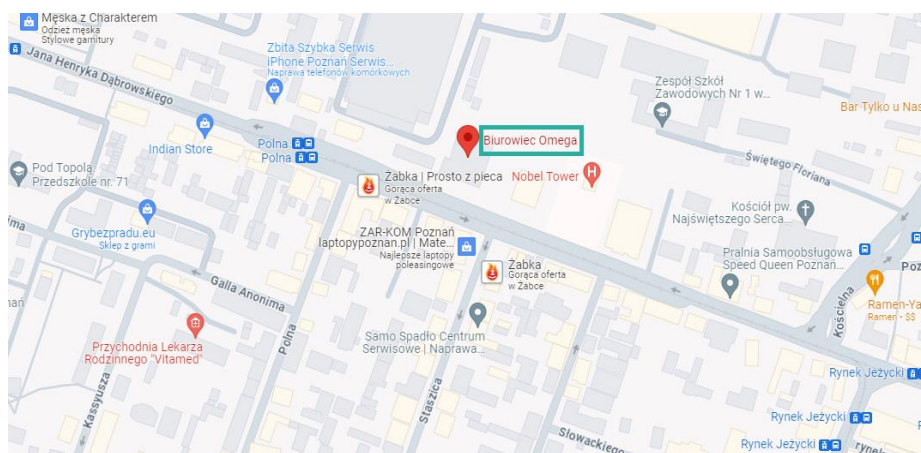 Męska z Charakterem
Odzież męska
Stylowe garnitury
Jana Henryka Dąbrowskiego
Zbita Szybka Serwis
iPhone Poznań Serwis...
Naprawa telefonów komórkowych
Indian Store
Polna
Polna
Biurowiec Omega
Zespół Szkół
Zawodowych Nr 1 w...
Bar Tylko u Nas
Świętego Floriana
Pod Topolą
Przedszkole nr. 71
Żabka | Prosto z pieca
Gorąca oferta
w Żabce
Nobel Tower
H
Kościół pw.
Najświętszego Serca...
Grybezpradu.eu
Sklep z grami
ZAR-KOM Poznań
laptopypoznan.pl | Mate...
Najlepsze laptopy
poleasingowe
Żabka
Gorąca oferta
w Żabce
Pralnia Samoobsługowa
Speed Queen Poznań...
Galla Anonima
Polna
Kościelna
Ramen-Ya
Ramen • $$
Samo Spadło Centrum
Serwisowe | Naprawa...
Przychodnia Lekarza
Rodzinnego "Vitamed"
Kassyusza
Staszica
Rynek Jeżycki
Rynek Jeżycki
Słowackiego
Rynek Jeżycki